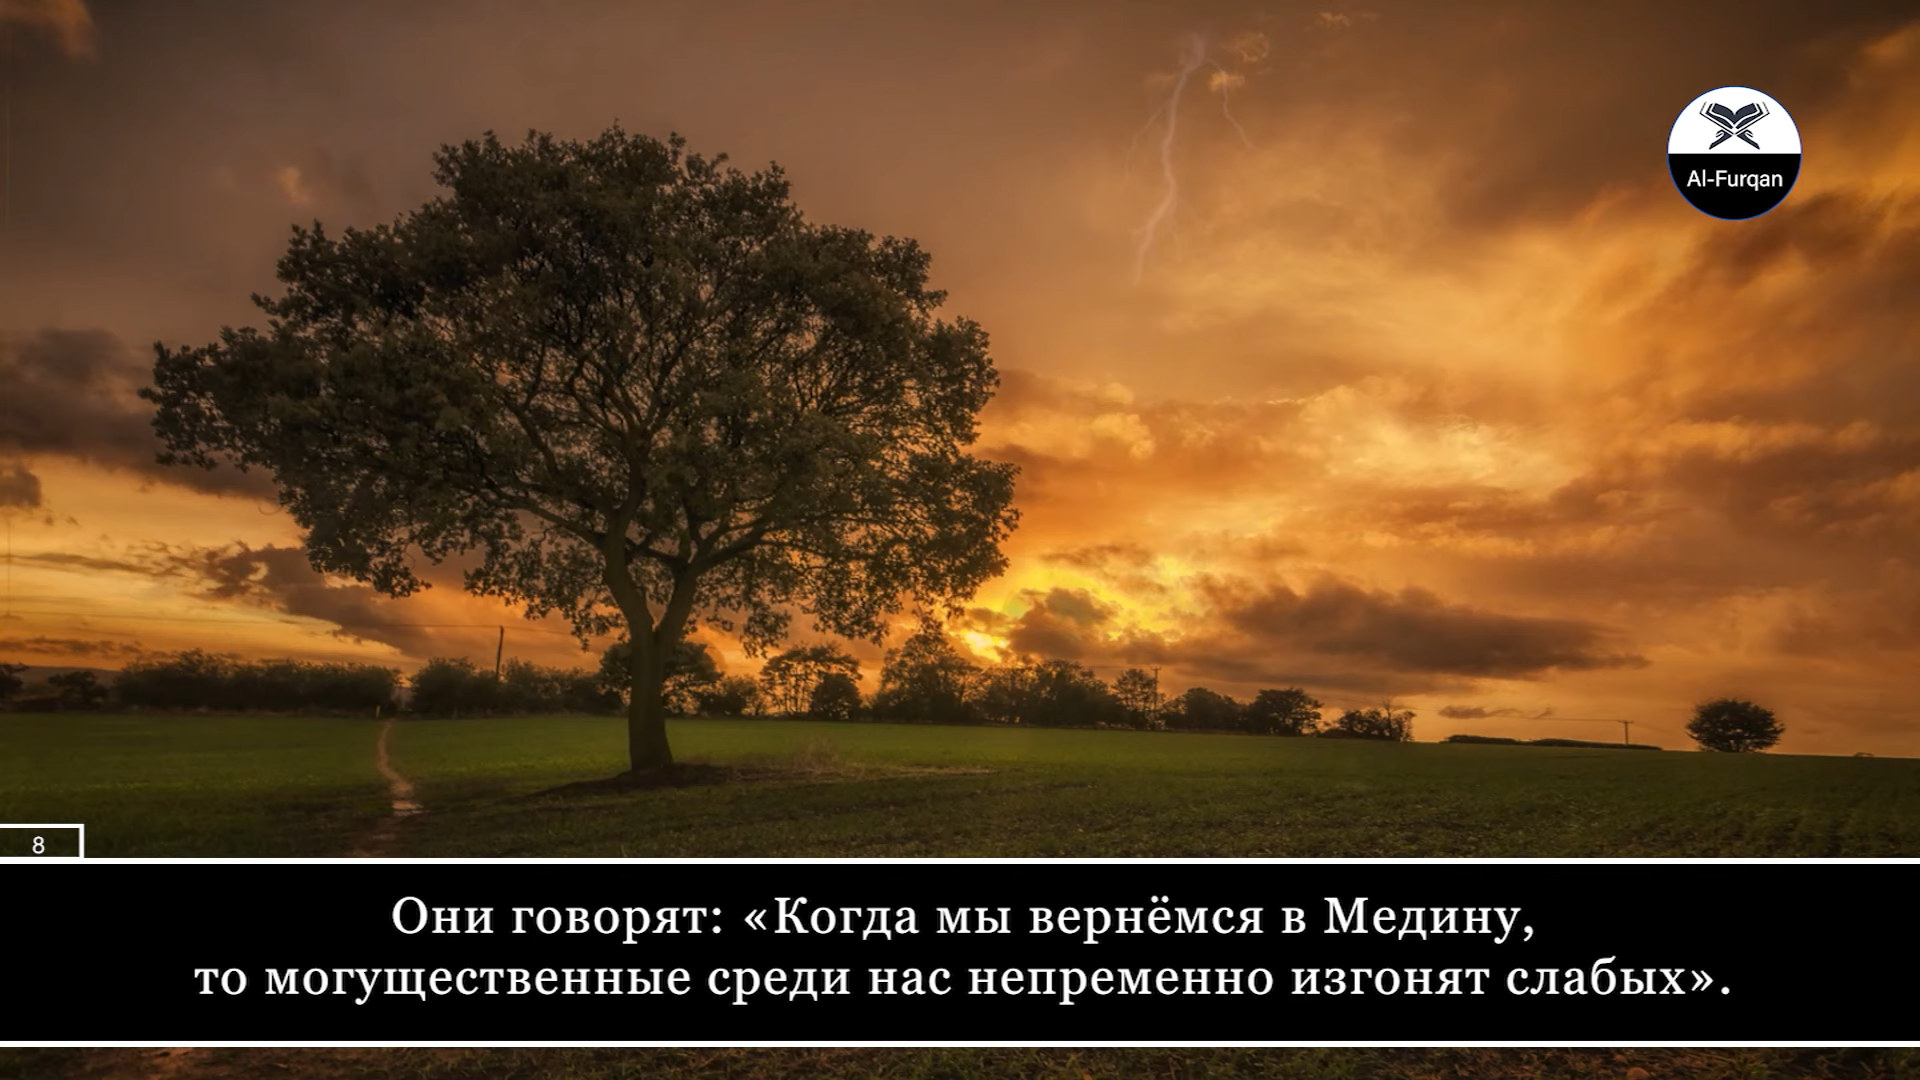 Al-Furqan
8
Они говорят: «Когда мы вернёмся в Медину,
то могущественные среди нас непременно изгонят слабых».